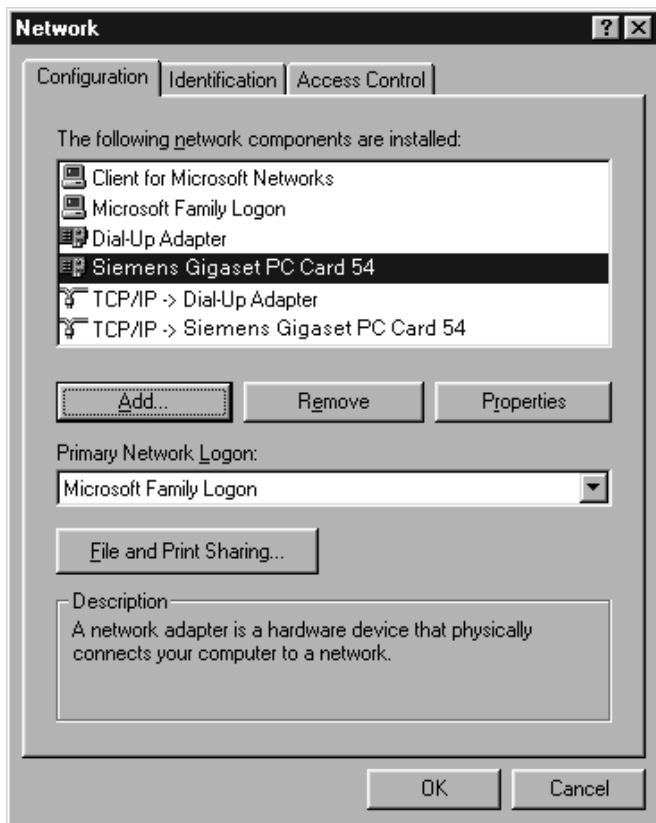 Network
Configuration Identification Access Control
The following network components are installed:
Client for Microsoft Networks
Microsoft Family Logon
Dial-Up Adapter
Siemens Gigaset PC Card 54
TCP/IP -> Dial-Up Adapter
TCP/IP -> Siemens Gigaset PC Card 54
Add... Remove Properties
Primary Network Logon:
Microsoft Family Logon
File and Print Sharing...
Description
A network adapter is a hardware device that physically
connects your computer to a network.
OK Cancel